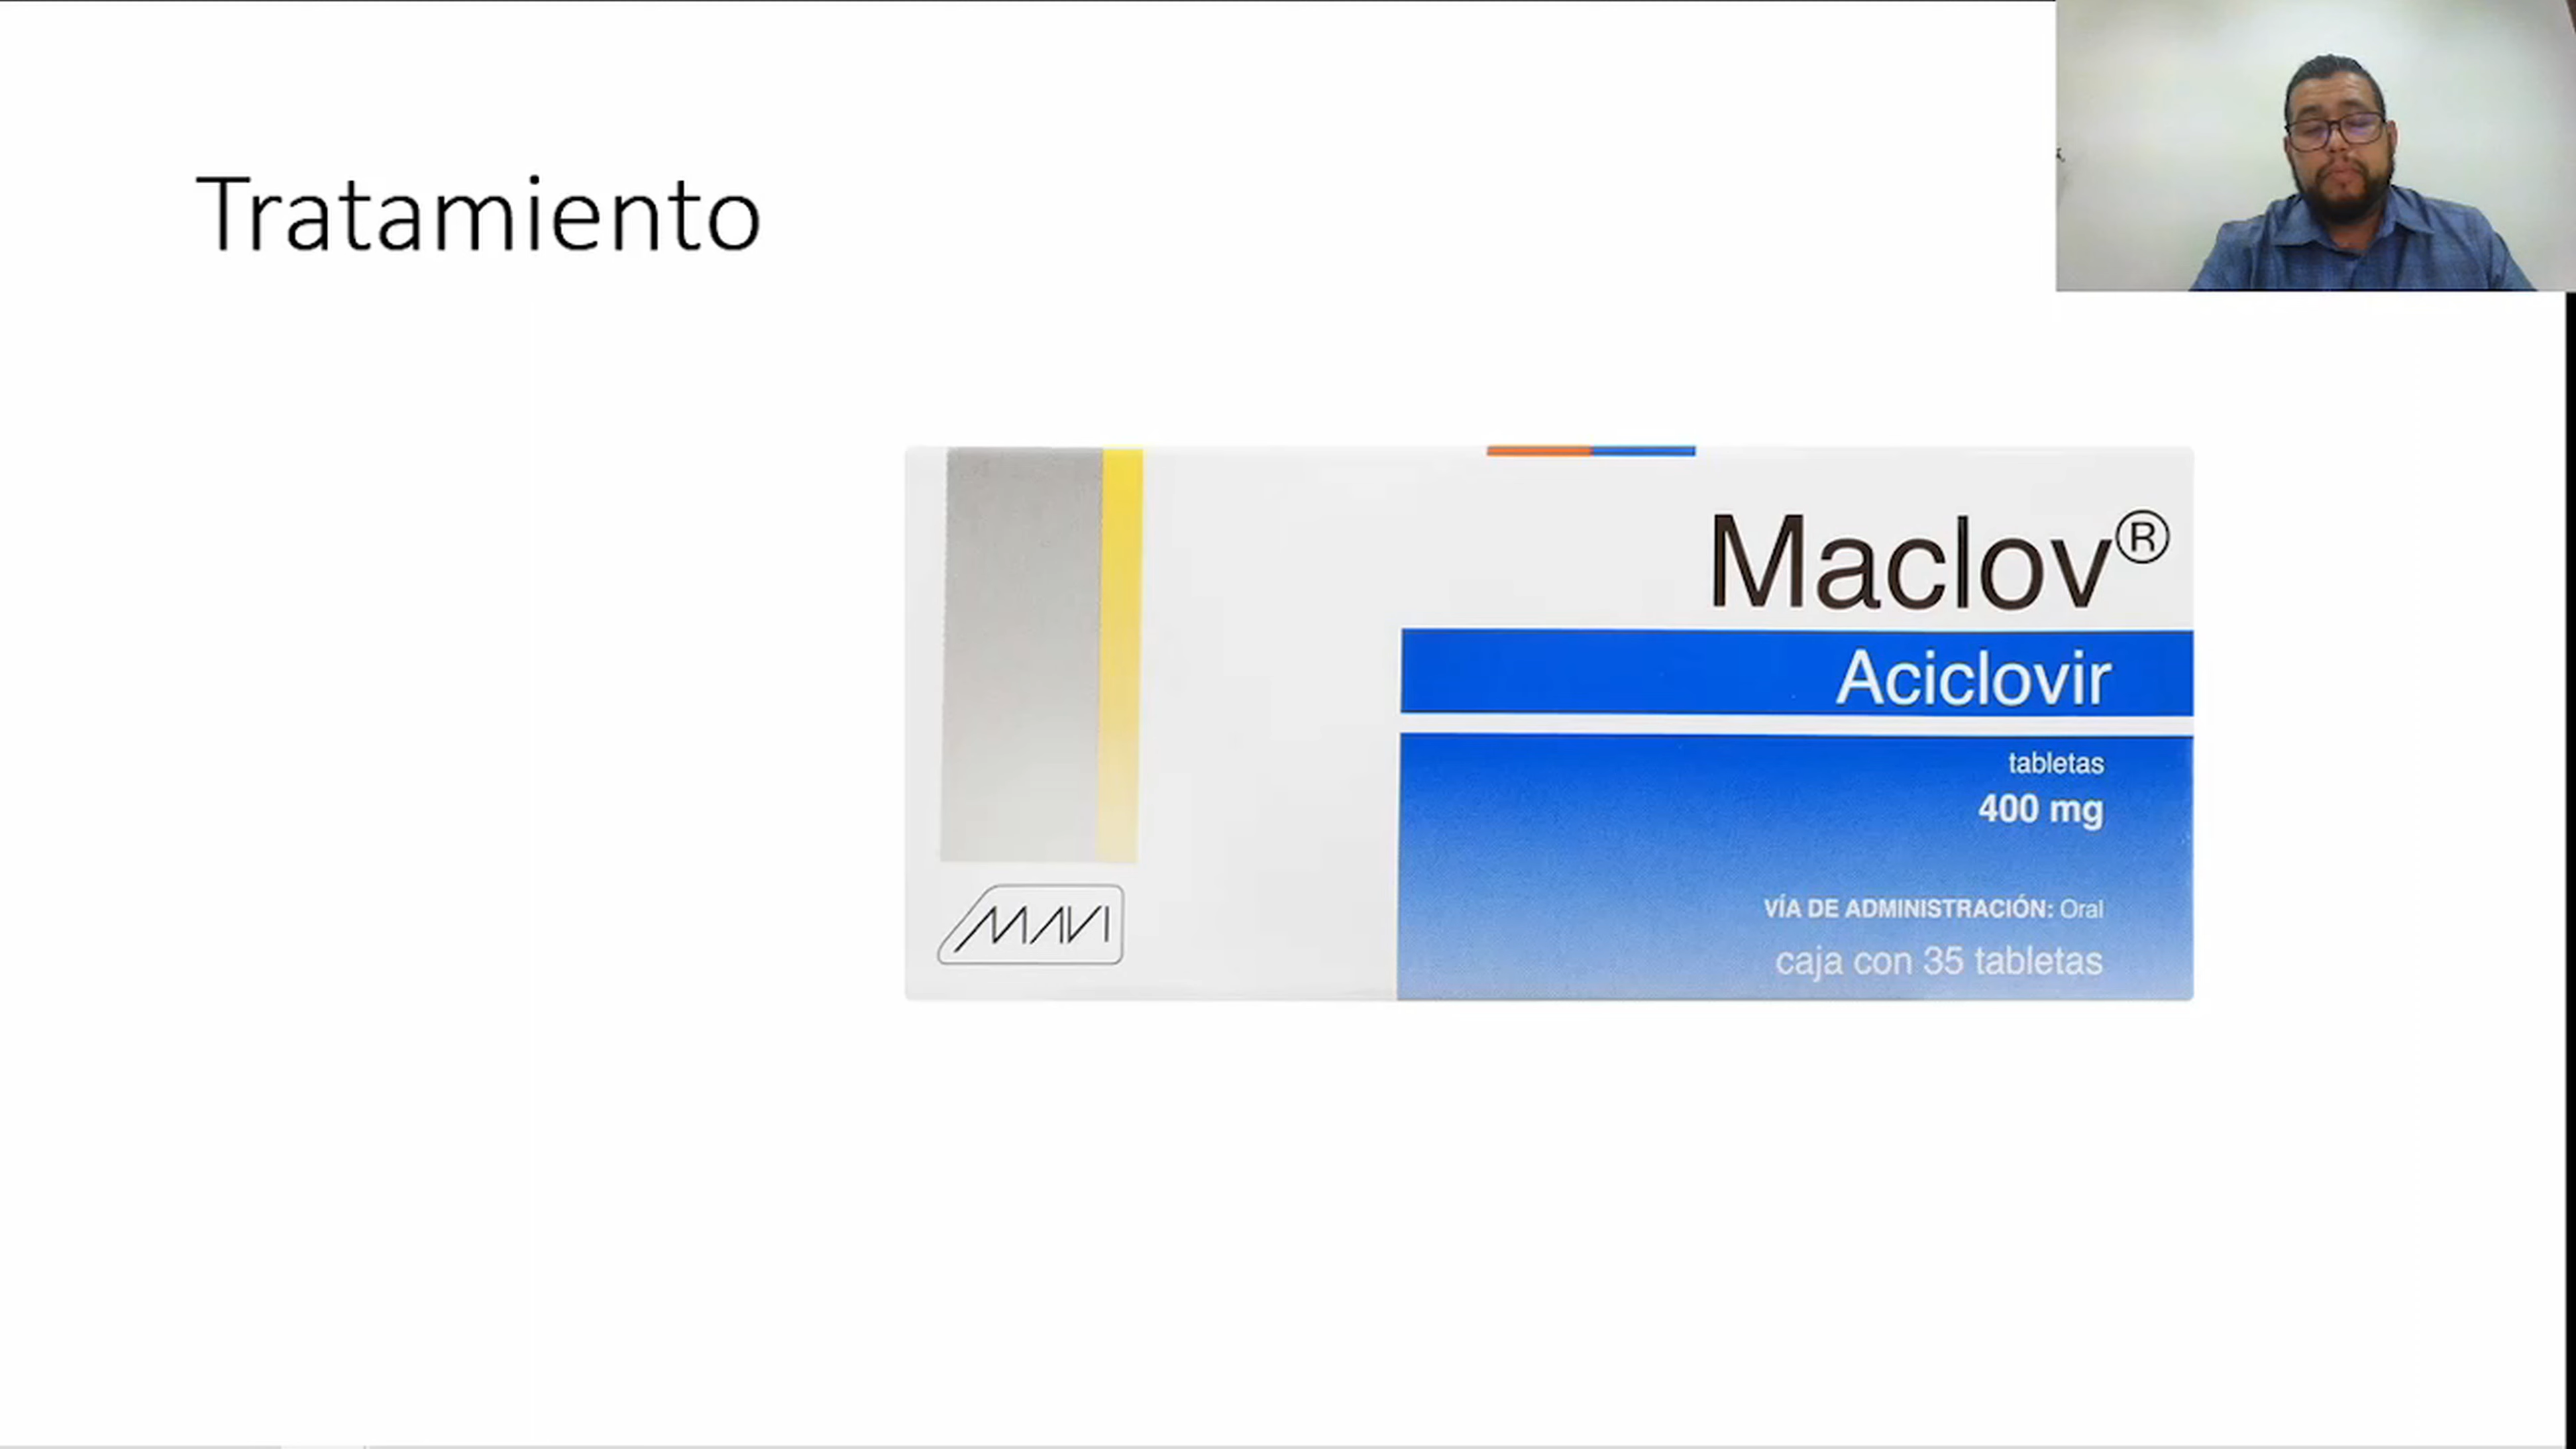 Tratamiento
Maclov®
Aciclovir
tabletas
400 mg
VÍA DE ADMINISTRACIÓN: Oral
caja con 35 tabletas
MAVI